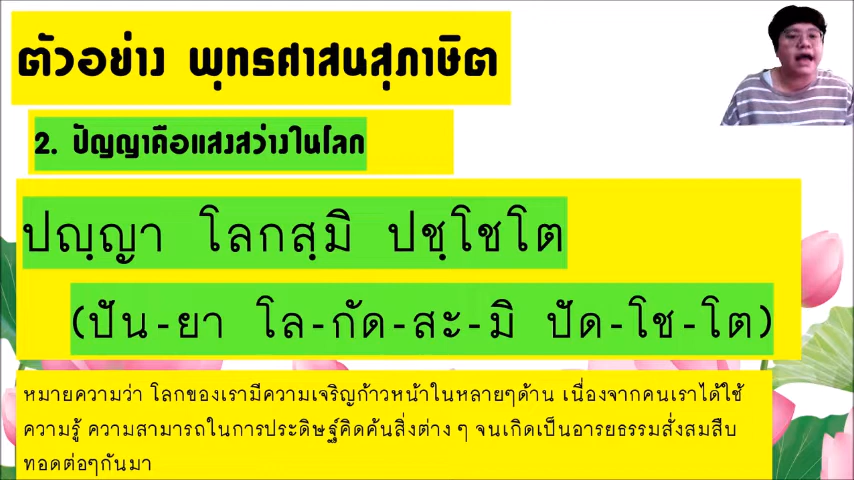 ตัวอย่าง พุทธศาสนสุภาษิต
2. ปัญญาคือแสงสว่างในโลก
ปญฺญา โลกสฺมิ ปชฺโชโต
(ปัน-ยา โล-กัด-สะ-มิ ปัด-โช-โต)
หมายความว่า โลกของเรามีความเจริญก้าวหน้าในหลายๆด้าน เนื่องจากคนเราได้ใช้
ความรู้ ความสามารถในการประดิษฐ์คิดค้นสิ่งต่าง ๆ จนเกิดเป็นอารยธรรมสั่งสมสืบ
ทอดต่อๆกันมา